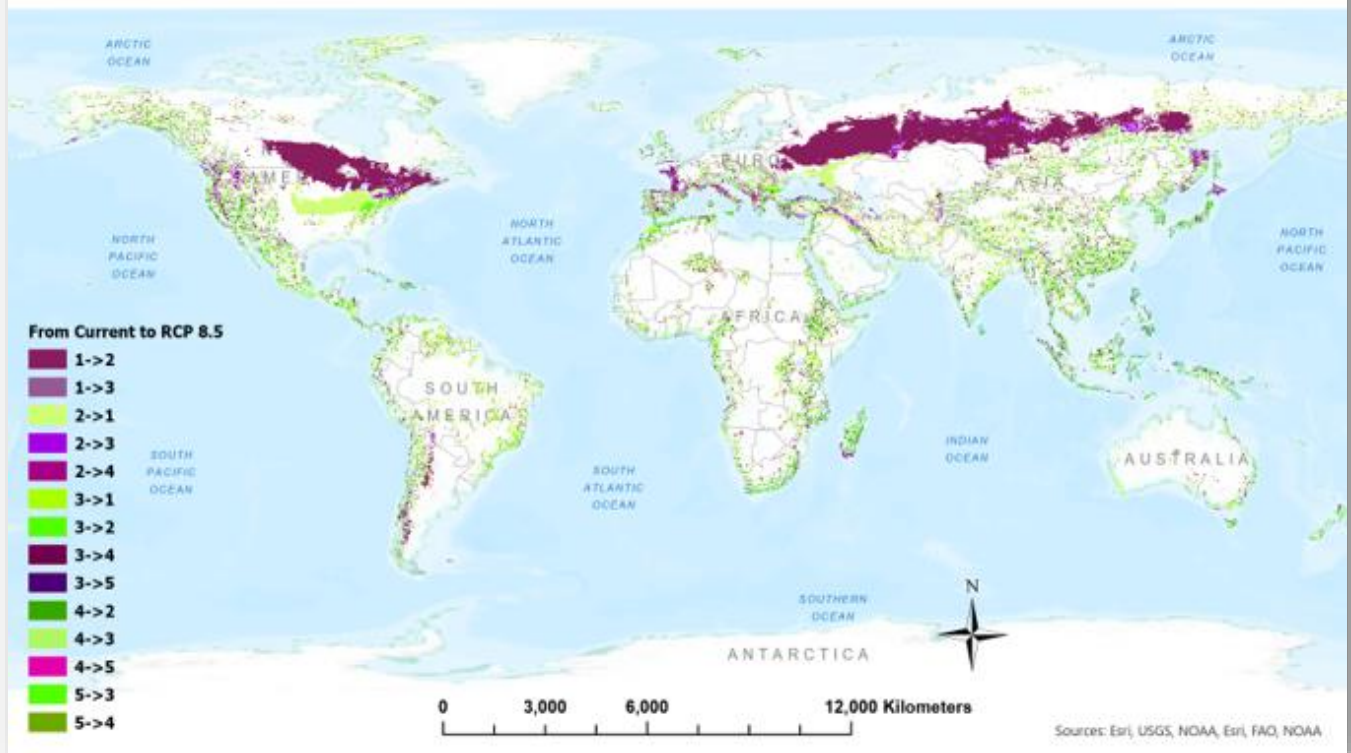 ARCTIC
OCEAN
ARCTIC
OCEAN
EURO
AME
ASIA
NORTH
ATLANTIC
OCEAN
NORTH
PACIFIC
OCEAN
NORTH
PACIFIC
OCEAN
AFRICA
SOUTH
AMERICA
INDIAN
OCEAN
AUSTRALIA
SOUTH
PACIFIC
OCEAN
SOUTH
ATLANTIC
OCEAN
From Current to RCP 8.5
1->2
1->3
2->1
2->3
2->4
3->1
3->2
3->4
3->5
4->2
4->3
4->5
5->3
5->4
N
SOUTHERN
OCEAN
ANTARCTICA
0 3,000 6,000 12,000 Kilometers
Sources: Esri, USGS, NOAA, Esri, FAO, NOAA